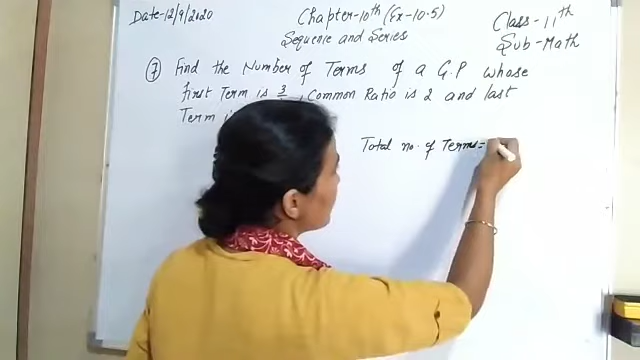 Date-12/9/2020
Chapter-10th (Ex-10.5)
Class-11th
Sequence and Series
Sub-Math
7 Find the Number of Terms of a G.P whose
first Term is 3, Common Ratio is 2 and last
Term
Total no. of Terms=